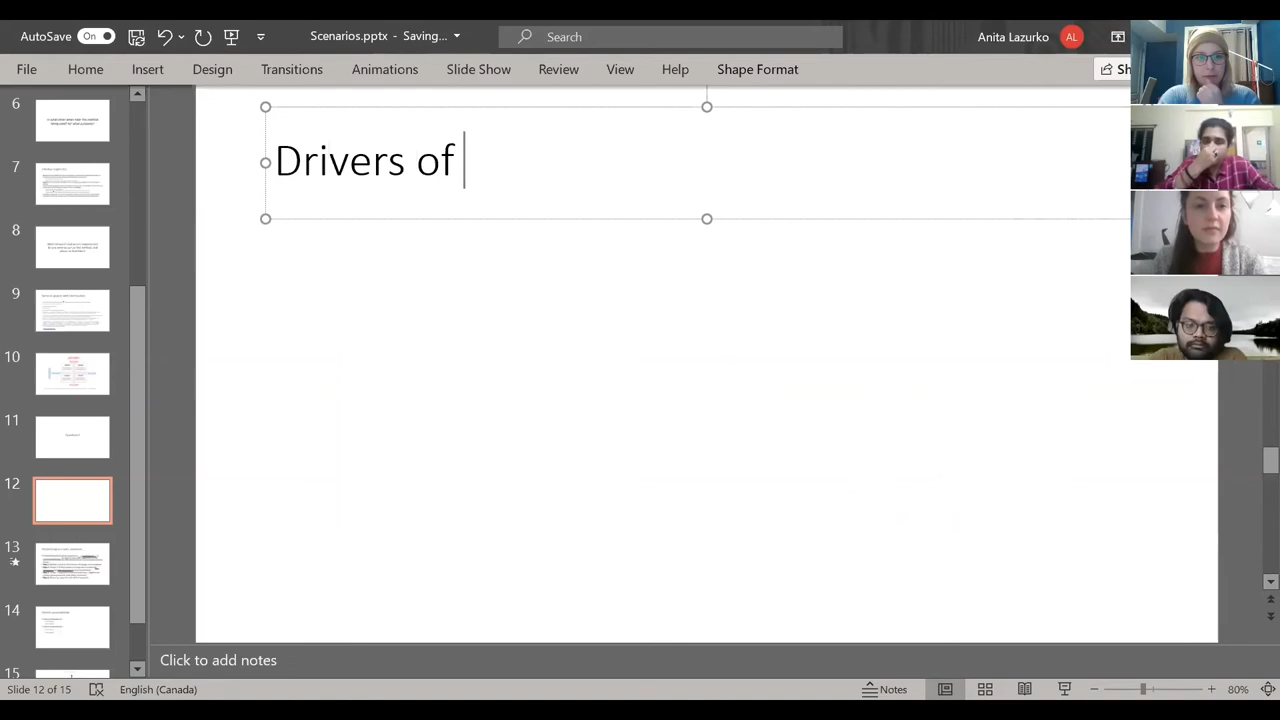 AutoSave On Scenarios.pptx - Saving... Search Anita Lazurko AL
File Home Insert Design Transitions Animations Slide Show Review View Help Shape Format Sh
6
7
8
9
10
11
12
13
14
15
Drivers of
Click to add notes
Slide 12 of 15 English (Canada) Notes 80%